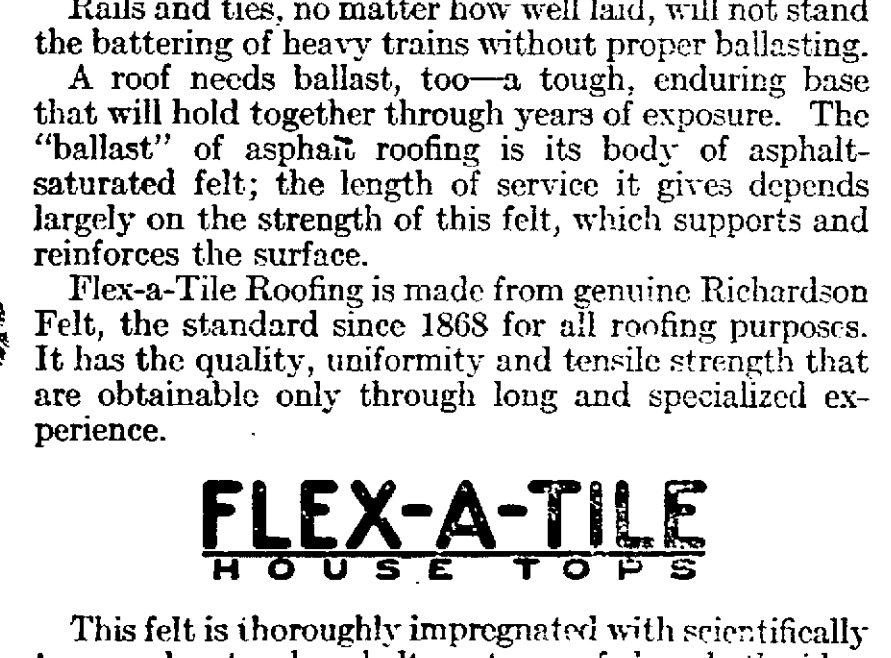 Rails and ties, no matter how well laid, will not stand
the battering of heavy trains without proper ballasting.
A roof needs ballast, too—a tough, enduring base
that will hold together through years of exposure. The
“ballast” of asphalt roofing is its body of asphalt-
saturated felt; the length of service it gives depends
largely on the strength of this felt, which supports and
reinforces the surface.
Flex-a-Tile Roofing is made from genuine Richardson
Felt, the standard since 1868 for all roofing purposes.
It has the quality, uniformity and tensile strength that
are obtainable only through long and specialized ex-
perience.
FLEX-A-TILE
HOUSE TOPS
This felt is thoroughly impregnated with scientifically